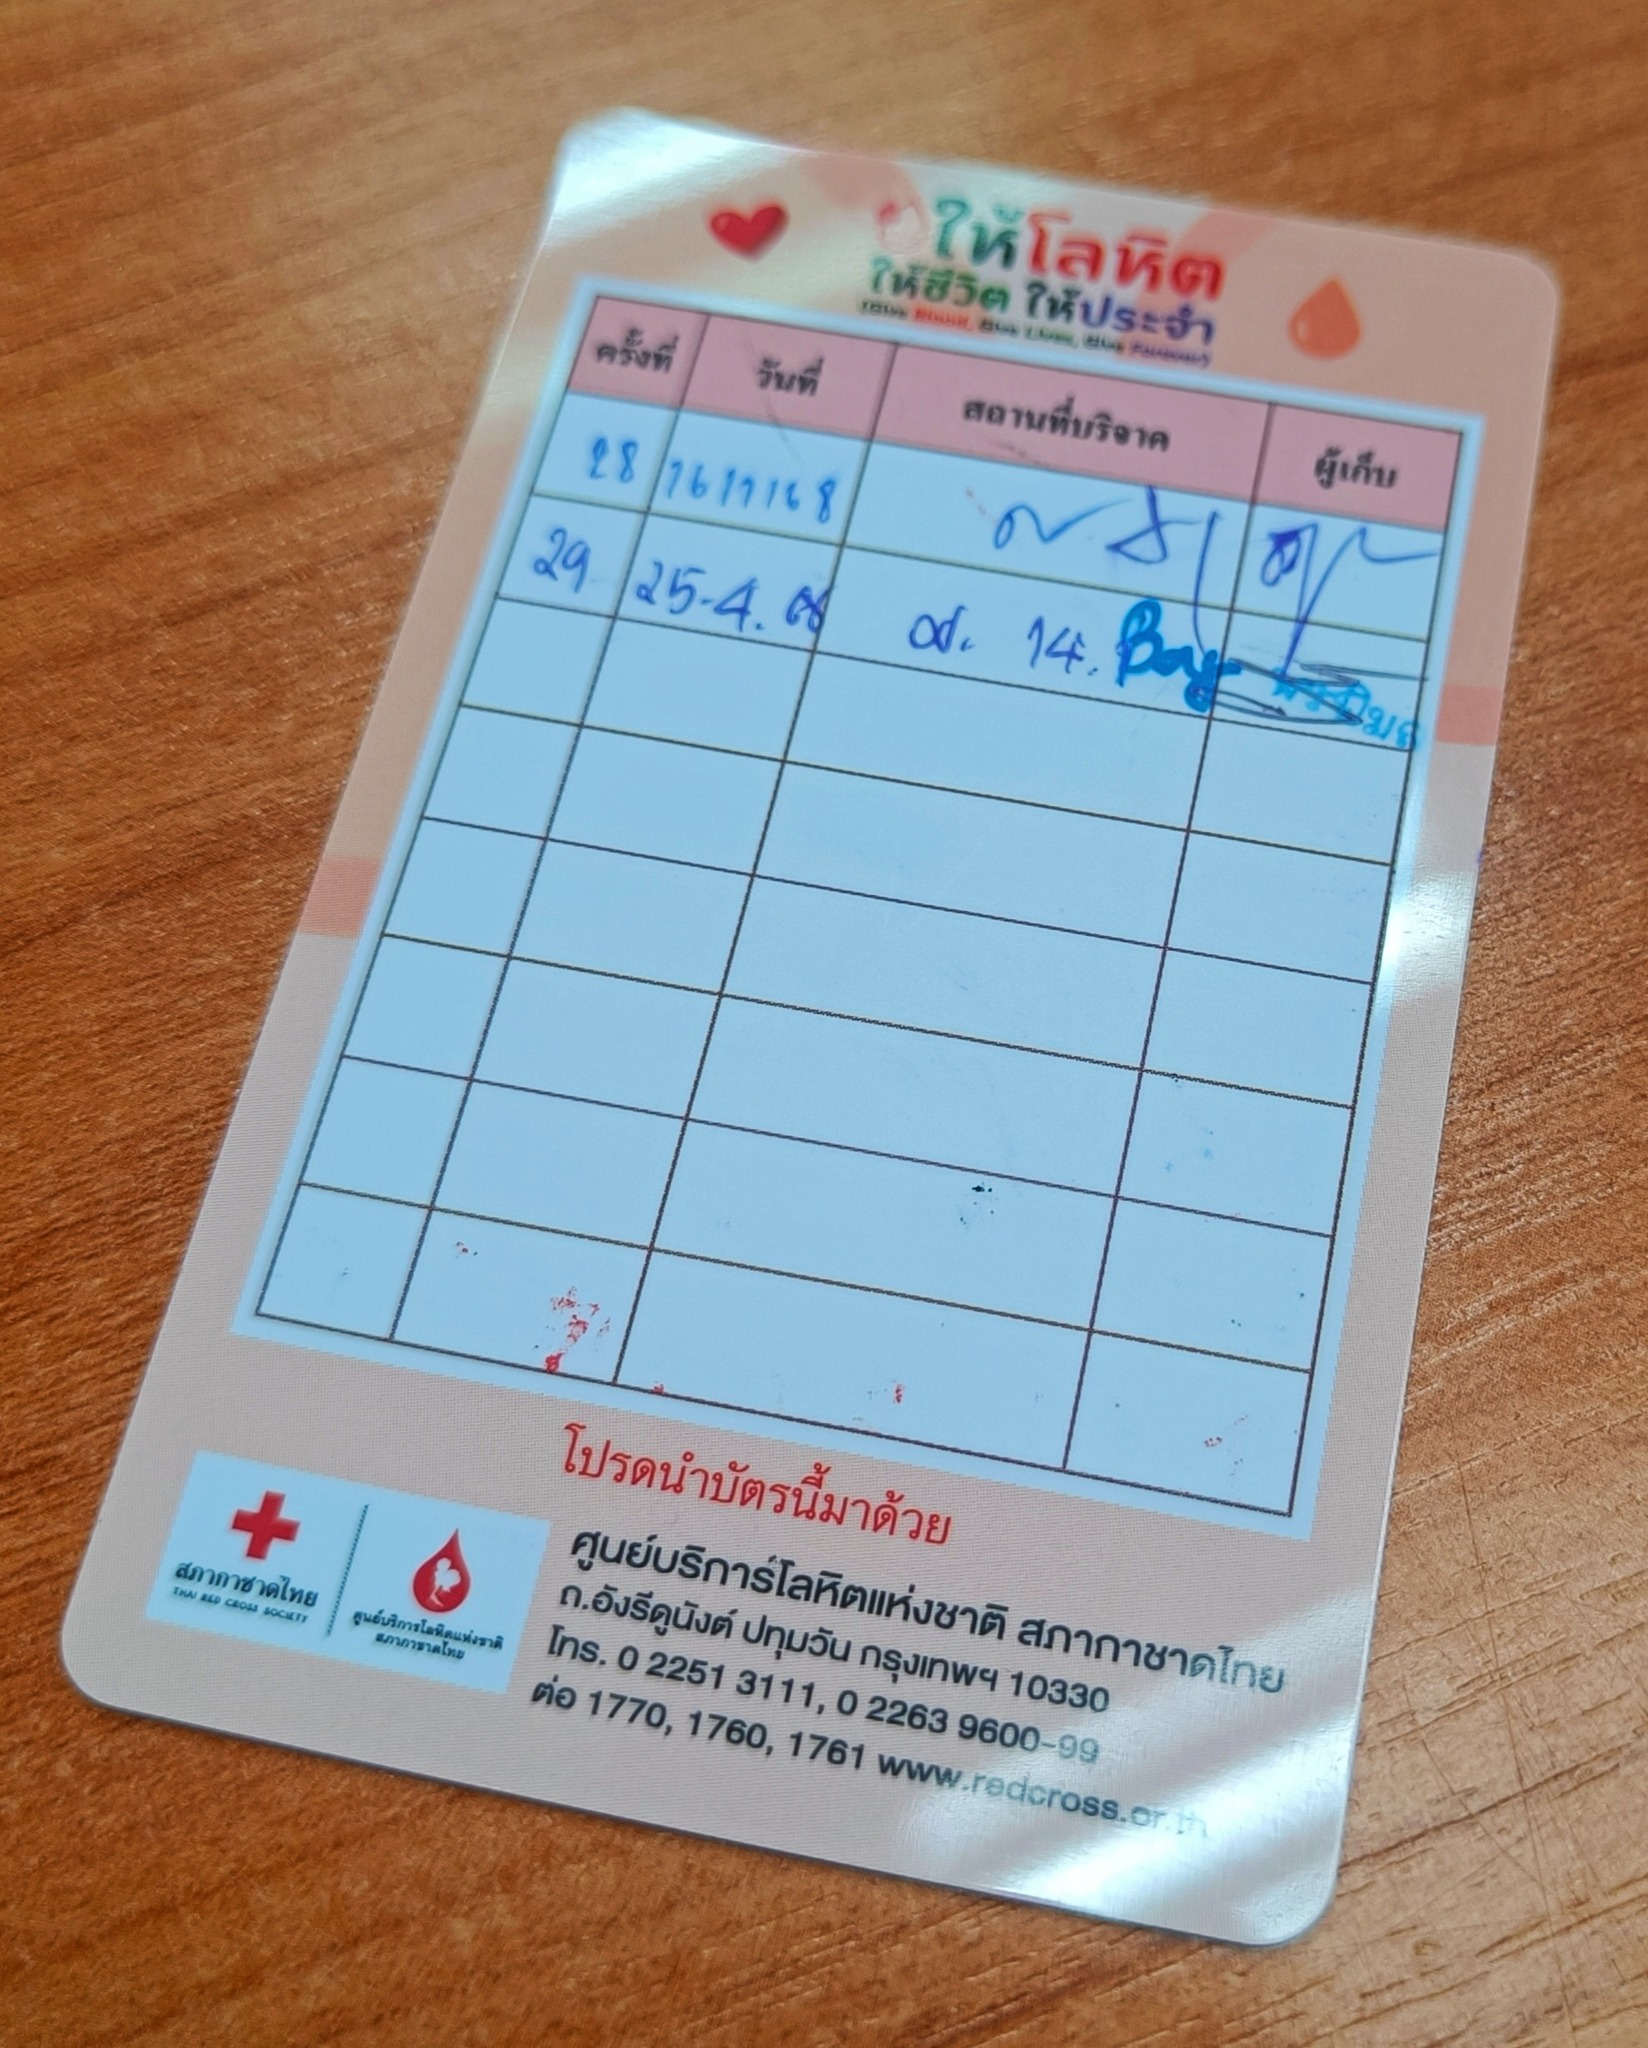 ให้โลหิต
ให้ชีวิต ให้ประจำ
Give Blood, Give Lives, Give Forever
ครั้งที่ วันที่ สถานที่บริจาค ผู้เก็บ
28
29 25-4. 68 14. Boy
โปรดนำบัตรนี้มาด้วย
สภากาชาดไทย
THAI RED CROSS SOCIETY
ศูนย์บริการโลหิตแห่งชาติ
สภากาชาดไทย
ศูนย์บริการโลหิตแห่งชาติ สภากาชาดไทย
ถ.อังรีดูนังต์ ปทุมวัน กรุงเทพฯ 10330
โทร. 0 2251 3111, 0 2263 9600-99
ต่อ 1770, 1760, 1761 www.redcross.or.th